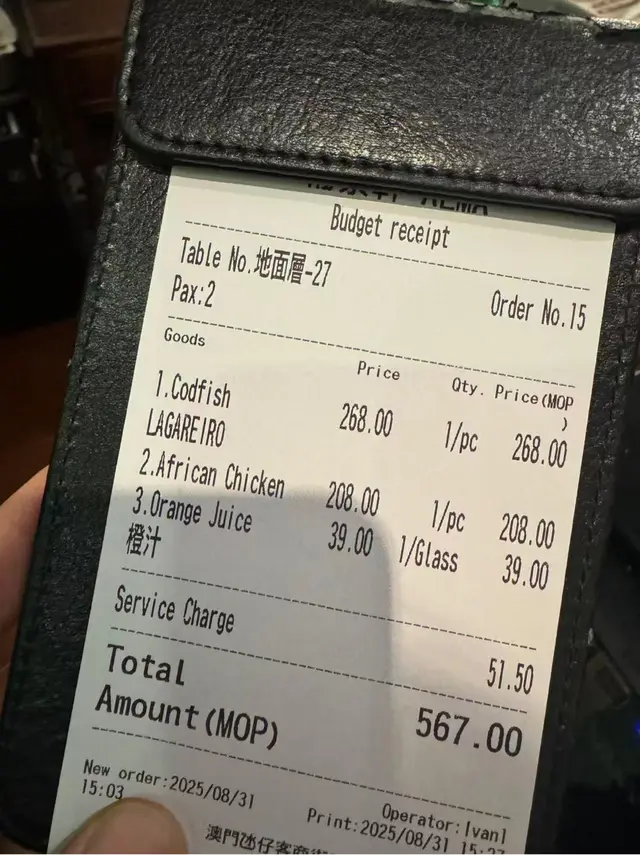 Budget receipt
Table No.地面層-27
Pax:2 Order No.15
Goods Price Qty. Price(MOP
)
1.Codfish 268.00 1/pc 268.00
LAGAREIRO
2.African Chicken 208.00 1/pc 208.00
3.Orange Juice 39.00 1/Glass 39.00
橙汁
Service Charge 51.50
Total
Amount(MOP) 567.00
New order:2025/08/31 Operator:Ivan
15:03 Print:2025/08/31